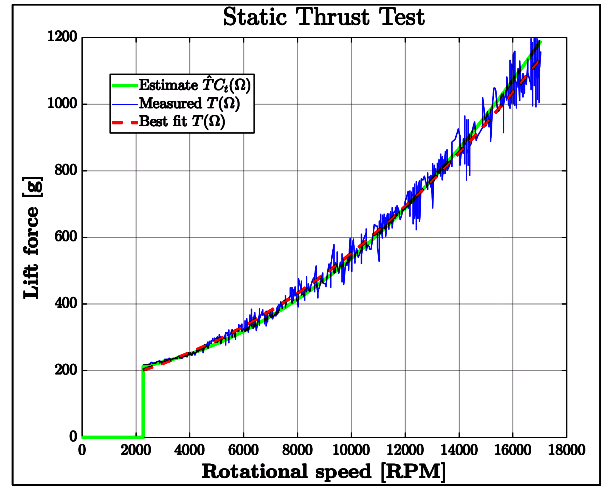 Static Thrust Test
1200
1000
800
600
400
200
0
Lift force [g]
Estimate T̂C_t(Ω)
Measured T(Ω)
Best fit T(Ω)
0 2000 4000 6000 8000 10000 12000 14000 16000 18000
Rotational speed [RPM]